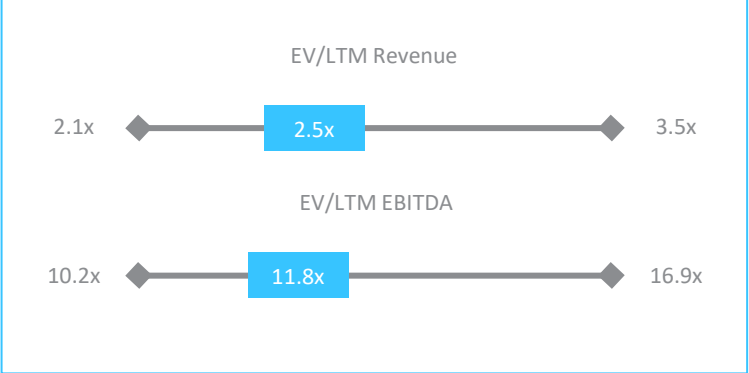 EV/LTM Revenue
2.1x 2.5x 3.5x
EV/LTM EBITDA
10.2x 11.8x 16.9x